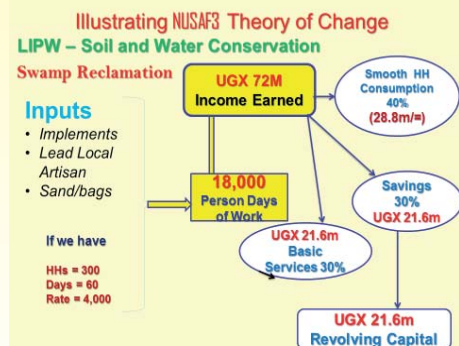 Illustrating NUSAF3 Theory of Change
LIPW – Soil and Water Conservation
Swamp Reclamation
UGX 72M
Income Earned
Smooth HH
Consumption
40%
(28.8m/=)
Inputs
• Implements
• Lead Local
Artisan
• Sand/bags
18,000
Person Days
of Work
Savings
30%
UGX 21.6m
If we have
HHs = 300
Days = 60
Rate = 4,000
UGX 21.6m
Basic
Services 30%
UGX 21.6m
Revolving Capital